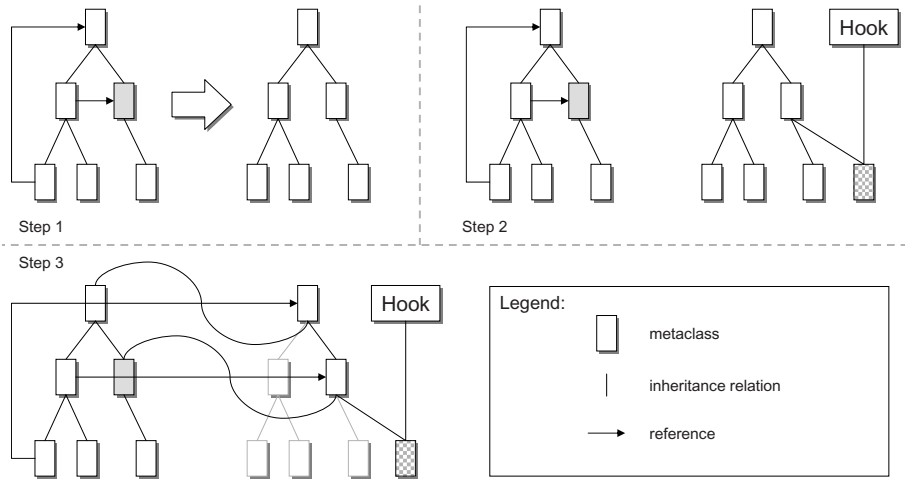 Step 1
Hook
Step 2
Step 3
Hook
Legend:
metaclass
inheritance relation
reference